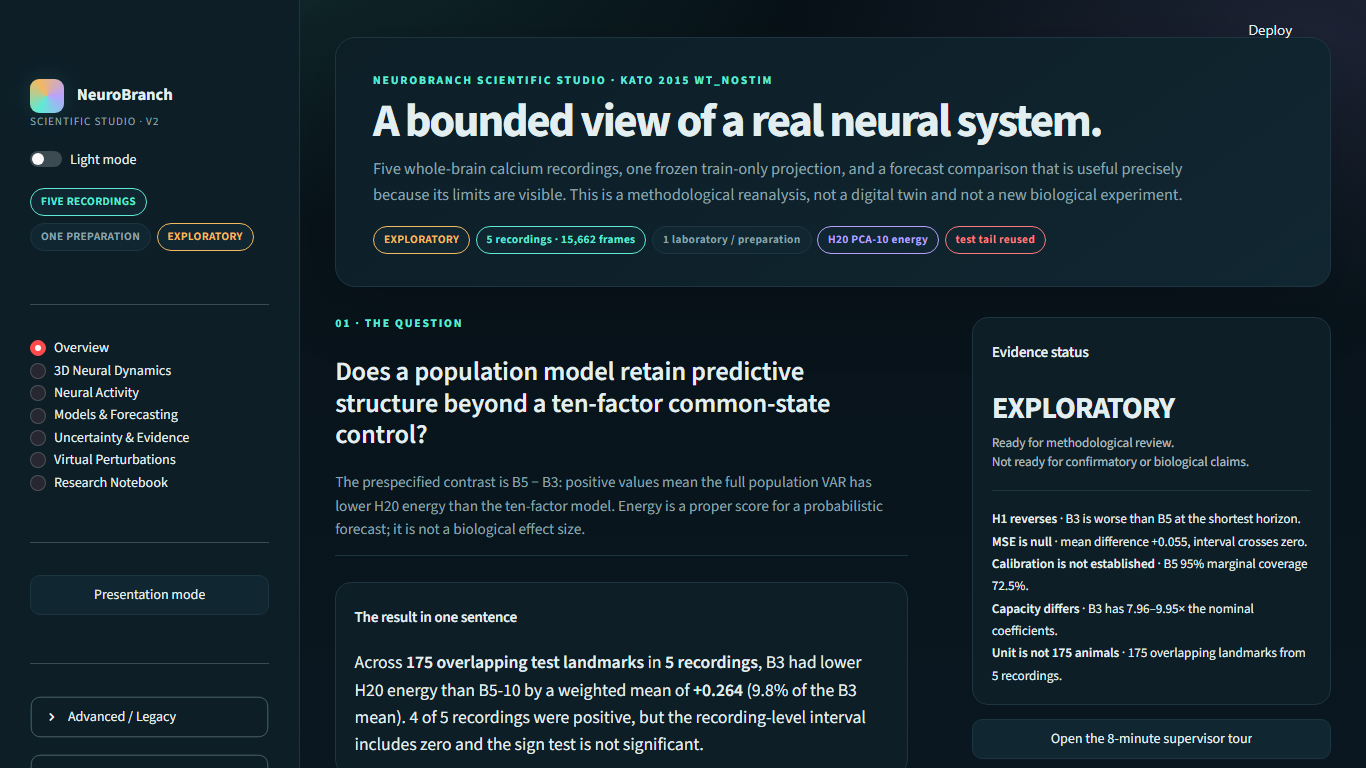 Deploy
NeuroBranch
SCIENTIFIC STUDIO · V2
Light mode
FIVE RECORDINGS
ONE PREPARATION
EXPLORATORY
Overview
3D Neural Dynamics
Neural Activity
Models & Forecasting
Uncertainty & Evidence
Virtual Perturbations
Research Notebook
Presentation mode
Advanced / Legacy
NEUROBRANCH SCIENTIFIC STUDIO · KATO 2015 WT_NOSTIM
A bounded view of a real neural system.
Five whole-brain calcium recordings, one frozen train-only projection, and a forecast comparison that is useful precisely
because its limits are visible. This is a methodological reanalysis, not a digital twin and not a new biological experiment.
EXPLORATORY
5 recordings · 15,662 frames
1 laboratory / preparation
H20 PCA-10 energy
test tail reused
01 · THE QUESTION
Does a population model retain predictive
structure beyond a ten-factor common-state
control?
The prespecified contrast is B5 − B3: positive values mean the full population VAR has
lower H20 energy than the ten-factor model. Energy is a proper score for a probabilistic
forecast; it is not a biological effect size.
The result in one sentence
Across 175 overlapping test landmarks in 5 recordings, B3 had lower
H20 energy than B5-10 by a weighted mean of +0.264 (9.8% of the B3
mean). 4 of 5 recordings were positive, but the recording-level interval
includes zero and the sign test is not significant.
Evidence status
EXPLORATORY
Ready for methodological review.
Not ready for confirmatory or biological claims.
H1 reverses · B3 is worse than B5 at the shortest horizon.
MSE is null · mean difference +0.055, interval crosses zero.
Calibration is not established · B5 95% marginal coverage
72.5%.
Capacity differs · B3 has 7.96–9.95× the nominal
coefficients.
Unit is not 175 animals · 175 overlapping landmarks from
5 recordings.
Open the 8-minute supervisor tour